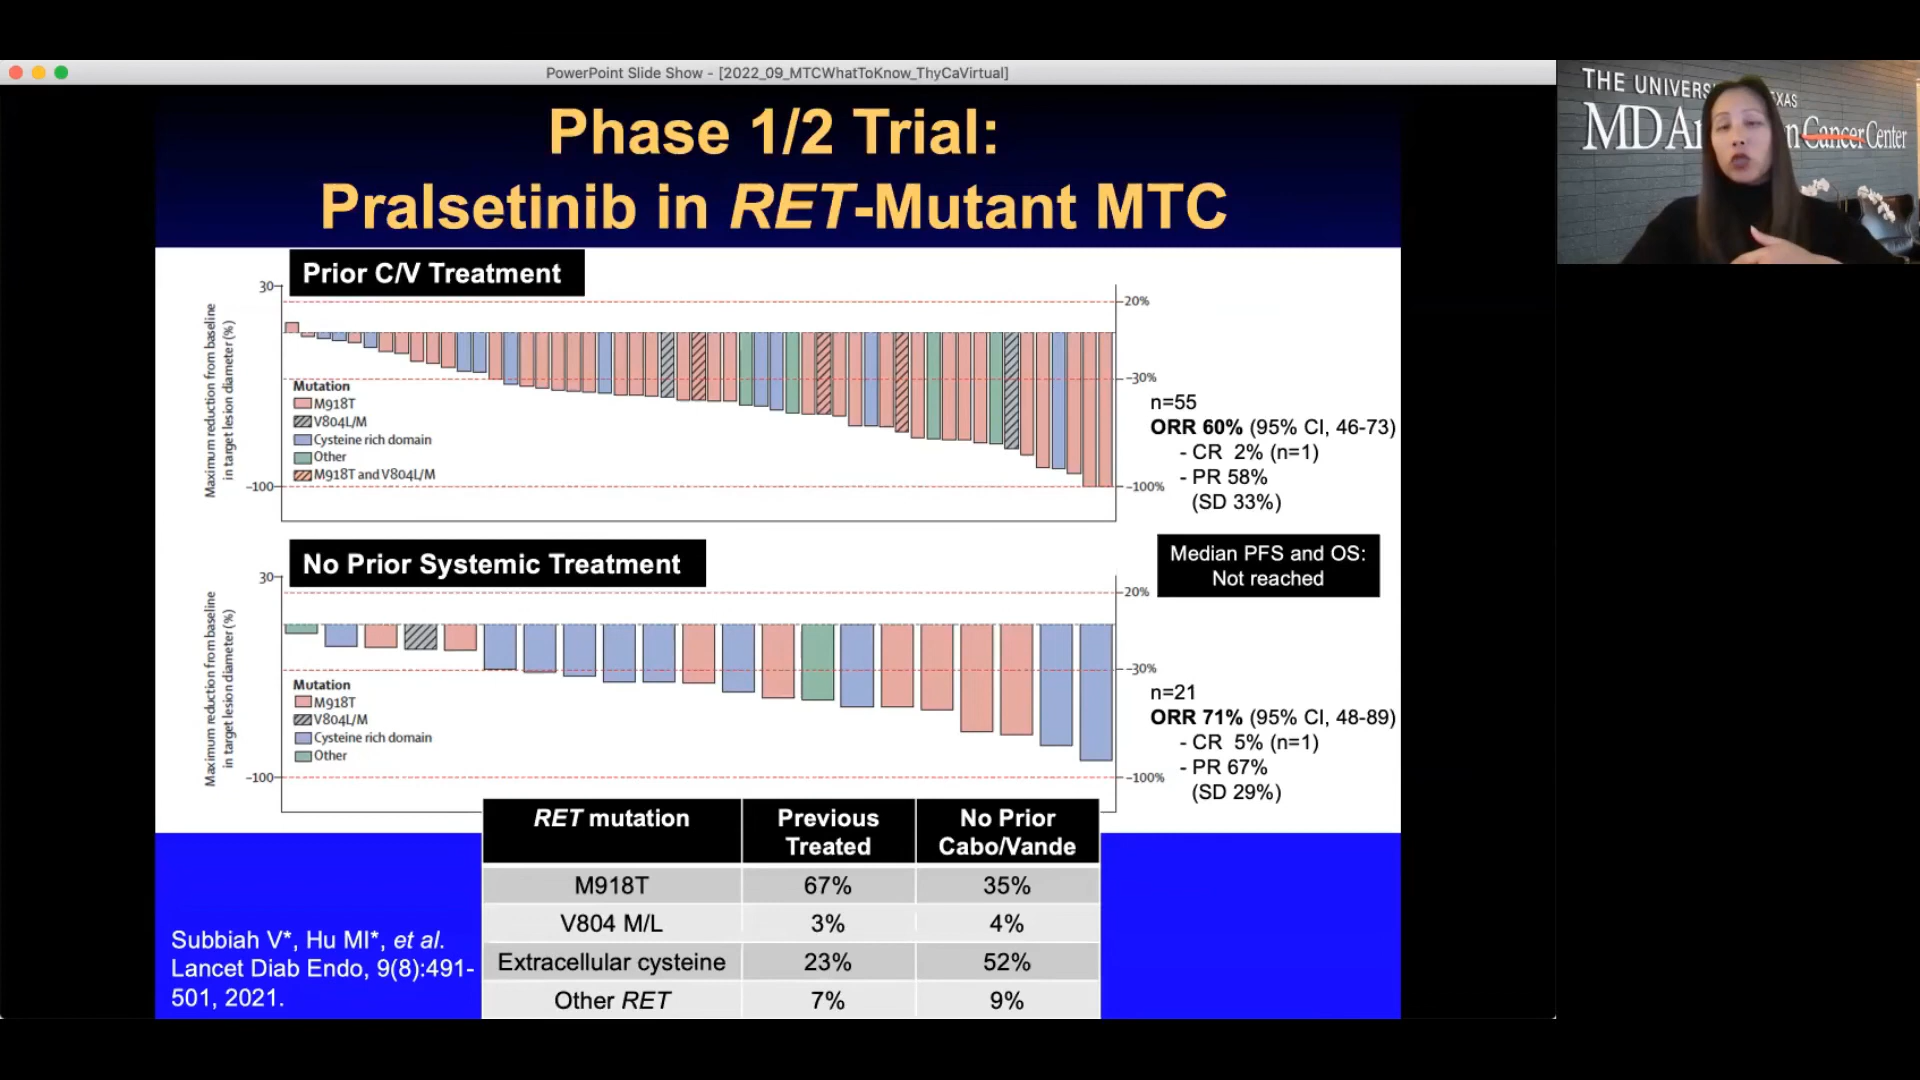 PowerPoint Slide Show - [2022_09_MTCWhatToKnow_ThyCaVirtual]
Phase 1/2 Trial:
Pralsetinib in RET-Mutant MTC
Prior C/V Treatment
Maximum reduction from baseline
in target lesion diameter (%)
30
-100
20%
-30%
-100%
Mutation
M918T
V804L/M
Cysteine rich domain
Other
M918T and V804L/M
n=55
ORR 60% (95% CI, 46-73)
- CR 2% (n=1)
- PR 58%
(SD 33%)
No Prior Systemic Treatment
Median PFS and OS:
Not reached
Maximum reduction from baseline
in target lesion diameter (%)
30
-100
20%
-30%
-100%
Mutation
M918T
V804L/M
Cysteine rich domain
Other
n=21
ORR 71% (95% CI, 48-89)
- CR 5% (n=1)
- PR 67%
(SD 29%)
RET mutation Previous Treated No Prior Cabo/Vande
M918T 67% 35%
V804 M/L 3% 4%
Extracellular cysteine 23% 52%
Other RET 7% 9%
Subbiah V*, Hu MI*, et al.
Lancet Diab Endo, 9(8):491-
501, 2021.
THE UNIVERS XAS
MD A n Cancer Center